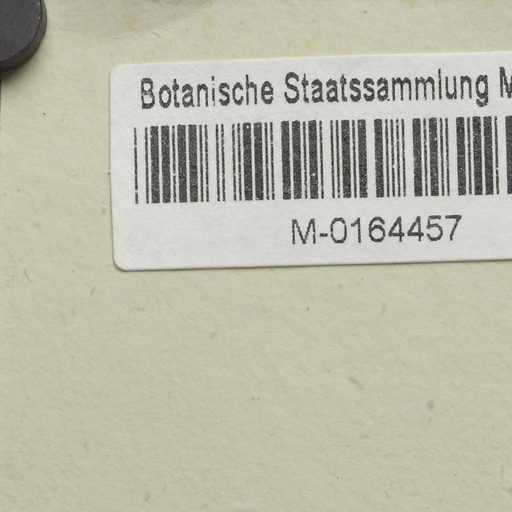 Botanische Staatssammlung M
M-0164457